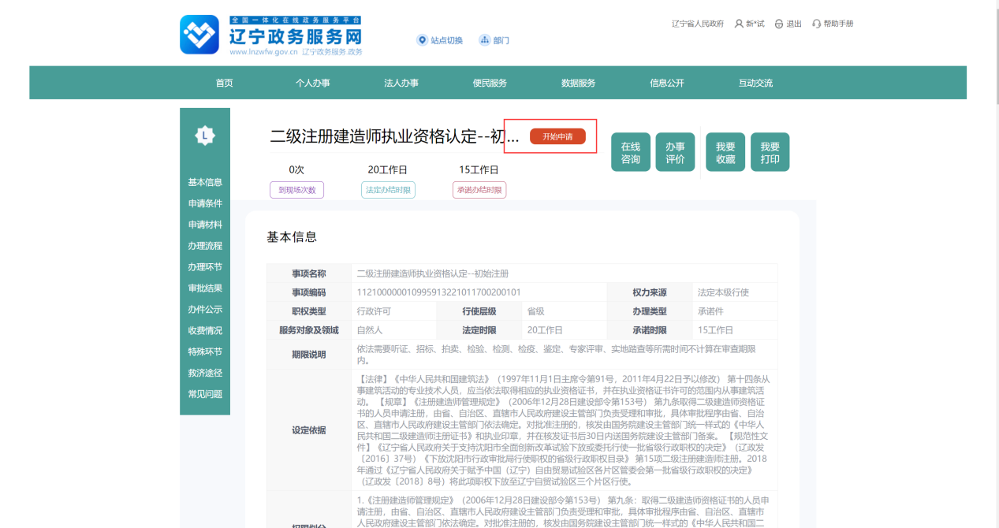 全国一体化在线政务服务平台
辽宁政务服务网
www.lnzwfw.gov.cn 辽宁政务服务.政务
站点切换
部门
辽宁省人民政府 新*试 退出 帮助手册
首页 个人办事 法人办事 便民服务 数据服务 信息公开 互动交流
L
基本信息
申请条件
申请材料
办理流程
办理环节
审批结果
办件公示
收费情况
特殊环节
救济途径
常见问题
二级注册建造师执业资格认定--初... 开始申请
0次 20工作日 15工作日
到现场次数 法定办结时限 承诺办结时限
在线
咨询
办事
评价
我要
收藏
我要
打印
基本信息
事项名称 二级注册建造师执业资格认定--初始注册
事项编码 11210000001099591322101170020​0101 权力来源 法定本级行使
职权类型 行政许可 行使层级 省级 办理类型 承诺件
服务对象及领域 自然人 法定时限 20工作日 承诺时限 15工作日
期限说明 依法需要听证、招标、拍卖、检验、检测、检疫、鉴定、专家评审、实地踏查等所需时间不计算在审查期限
内。
设定依据
【法律】《中华人民共和国建筑法》（1997年11月1日主席令第91号，2011年4月22日予以修改） 第十四条从
事建筑活动的专业技术人员，应当依法取得相应的执业资格证书，并在执业资格证书许可的范围内从事建筑活
动。 【规章】《注册建造师管理规定》（2006年12月28日建设部令第153号） 第九条取得二级建造师资格证
书的人员申请注册，由省、自治区、直辖市人民政府建设主管部门负责受理和审批，具体审批程序由省、自治
区、直辖市人民政府建设主管部门依法确定。对批准注册的，核发由国务院建设主管部门统一样式的《中华人
民共和国二级建造师注册证书》和执业印章，并在核发证书后30日内送国务院建设主管部门备案。 【规范性文
件】《辽宁省人民政府关于支持沈阳市全面创新改革试验下放或委托行使一批省级行政职权的决定》（辽政发
〔2016〕37号）《下放沈阳市行政审批局行使职权的省级行政职权目录》 第15项二级注册建造师注册。2018
年通过《辽宁省人民政府关于赋予中国（辽宁）自由贸易试验区各片区管委会第一批省级行政职权的决定》
（辽政发〔2018〕8号）将此项职权下放至辽宁自贸试验区三个片区行使。
权限划分
1.《注册建造师管理规定》（2006年12月28日建设部令第153号） 第九条：取得二级建造师资格证书的人员申
请注册，由省、自治区、直辖市人民政府建设主管部门负责受理和审批，具体审批程序由省、自治区、直辖市
人民政府建设主管部门依法确定。对批准注册的，核发由国务院建设主管部门统一样式的《中华人民共和国二